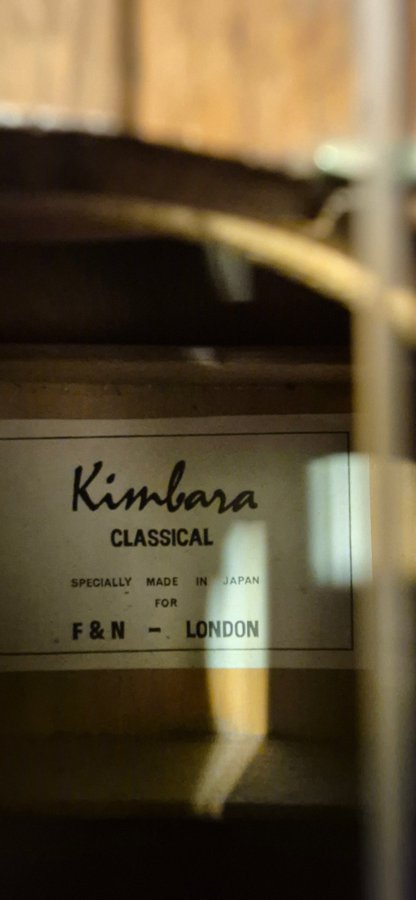 Kimbara
CLASSICAL
SPECIALLY MADE IN JAPAN
FOR
F & N - LONDON